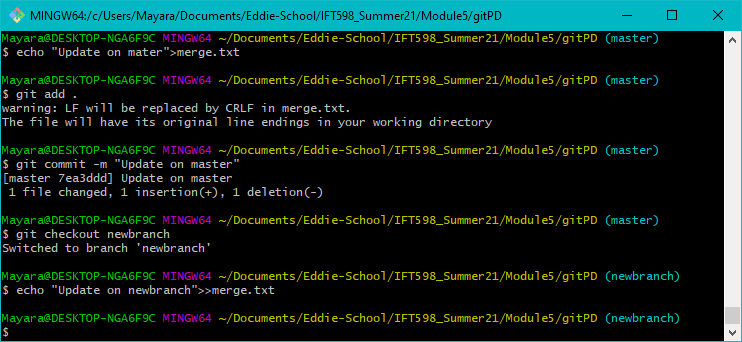 MINGW64:/c/Users/Mayara/Documents/Eddie-School/IFT598_Summer21/Module5/gitPD
Mayara@DESKTOP-NGA6F9C MINGW64 ~/Documents/Eddie-School/IFT598_Summer21/Module5/gitPD (master)
$ echo "Update on mater">merge.txt
Mayara@DESKTOP-NGA6F9C MINGW64 ~/Documents/Eddie-School/IFT598_Summer21/Module5/gitPD (master)
$ git add .
warning: LF will be replaced by CRLF in merge.txt.
The file will have its original line endings in your working directory
Mayara@DESKTOP-NGA6F9C MINGW64 ~/Documents/Eddie-School/IFT598_Summer21/Module5/gitPD (master)
$ git commit -m "Update on master"
[master 7ea3ddd] Update on master
 1 file changed, 1 insertion(+), 1 deletion(-)
Mayara@DESKTOP-NGA6F9C MINGW64 ~/Documents/Eddie-School/IFT598_Summer21/Module5/gitPD (master)
$ git checkout newbranch
Switched to branch 'newbranch'
Mayara@DESKTOP-NGA6F9C MINGW64 ~/Documents/Eddie-School/IFT598_Summer21/Module5/gitPD (newbranch)
$ echo "Update on newbranch">>merge.txt
Mayara@DESKTOP-NGA6F9C MINGW64 ~/Documents/Eddie-School/IFT598_Summer21/Module5/gitPD (newbranch)
$